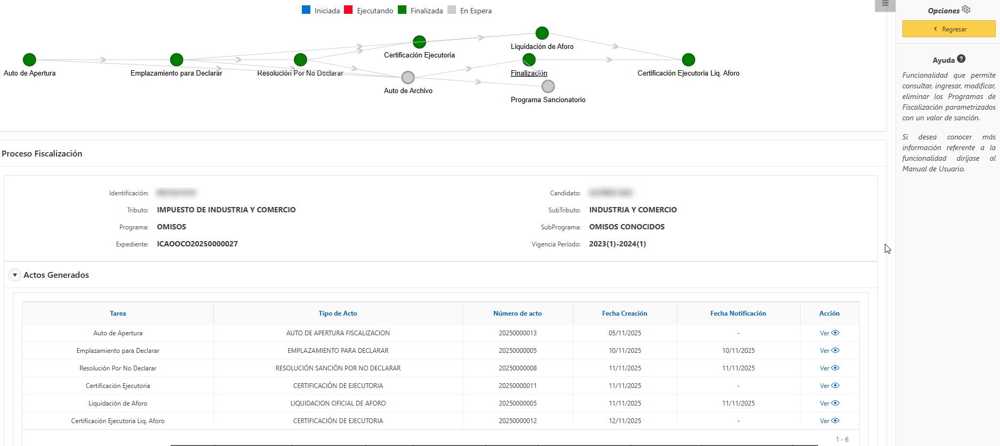 Iniciada Ejecutando Finalizada En Espera
Certificación Ejecutoria
Liquidación de Aforo
Auto de Apertura
Emplazamiento para Declarar
Resolución Por No Declarar
Finalización
Certificación Ejecutoria Liq. Aforo
Auto de Archivo
Programa Sancionatorio
Proceso Fiscalización
Identificación:
Candidato:
Tributo: IMPUESTO DE INDUSTRIA Y COMERCIO
SubTributo: INDUSTRIA Y COMERCIO
Programa: OMISOS
SubPrograma: OMISOS CONOCIDOS
Expediente: ICAOOCO20250000027
Vigencia Período: 2023(1)-2024(1)
Actos Generados
Tarea Tipo de Acto Número de acto Fecha Creación Fecha Notificación Acción
Auto de Apertura AUTO DE APERTURA FISCALIZACION 20250000013 05/11/2025 - Ver
Emplazamiento para Declarar EMPLAZAMIENTO PARA DECLARAR 20250000005 10/11/2025 10/11/2025 Ver
Resolución Por No Declarar RESOLUCIÓN SANCIÓN POR NO DECLARAR 20250000008 11/11/2025 11/11/2025 Ver
Certificación Ejecutoria CERTIFICACIÓN DE EJECUTORIA 20250000011 11/11/2025 - Ver
Liquidación de Aforo LIQUIDACION OFICIAL DE AFORO 20250000005 11/11/2025 11/11/2025 Ver
Certificación Ejecutoria Liq. Aforo CERTIFICACIÓN DE EJECUTORIA 20250000012 12/11/2025 - Ver
1 - 6
Opciones
Regresar
Ayuda
Funcionalidad que permite
consultar, ingresar, modificar,
eliminar los Programas de
Fiscalización parametrizados
con un valor de sanción.
Si desea conocer más
información referente a la
funcionalidad diríjase al
Manual de Usuario.